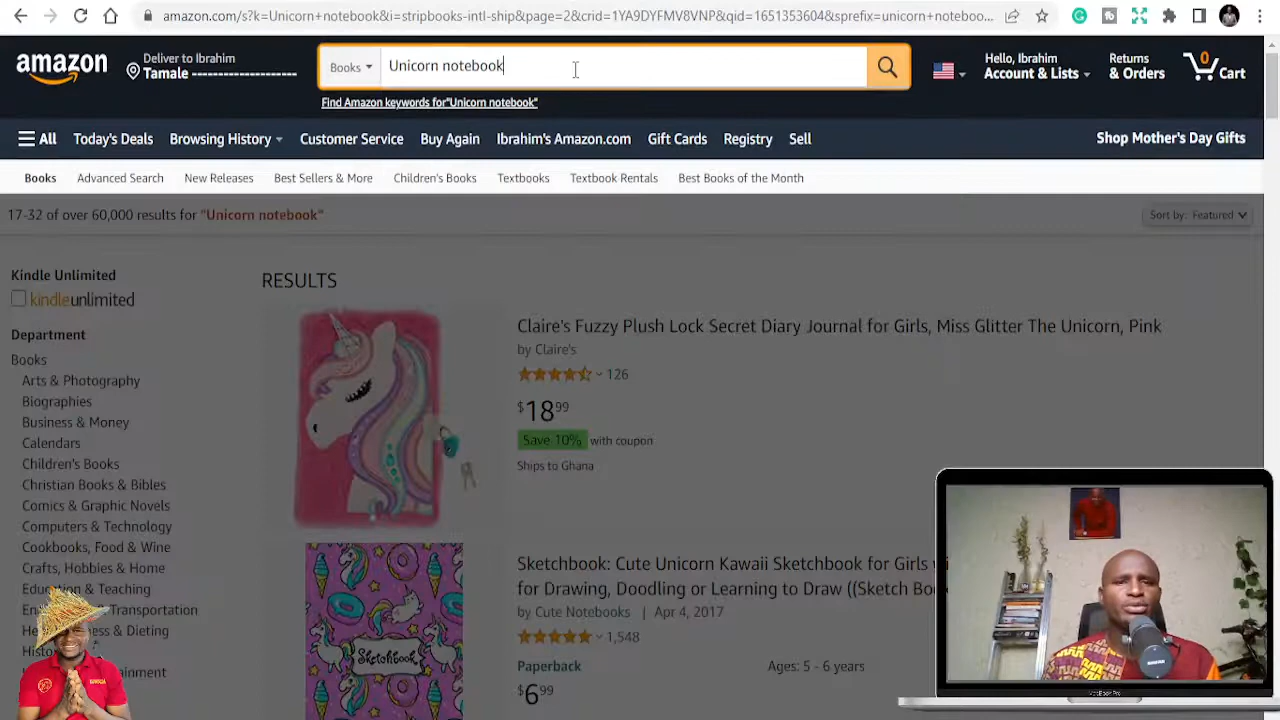 amazon.com/s?k=Unicorn+notebook&i=stripbooks-intl-ship&page=2&crid=1YA9DYFMV8VNP&qid=1651353604&sprefix=unicorn+noteboo...
amazon
Deliver to Ibrahim
Tamale
Books
Unicorn notebook
Find Amazon keywords for"Unicorn notebook"
Hello, Ibrahim
Account & Lists
Returns
& Orders
0
Cart
All
Today's Deals
Browsing History
Customer Service
Buy Again
Ibrahim's Amazon.com
Gift Cards
Registry
Sell
Shop Mother's Day Gifts
Books
Advanced Search
New Releases
Best Sellers & More
Children's Books
Textbooks
Textbook Rentals
Best Books of the Month
17-32 of over 60,000 results for "Unicorn notebook"
Sort by: Featured
Kindle Unlimited
kindleunlimited
Department
Books
Arts & Photography
Biographies
Business & Money
Calendars
Children's Books
Christian Books & Bibles
Comics & Graphic Novels
Computers & Technology
Cookbooks, Food & Wine
Crafts, Hobbies & Home
Education & Teaching
Transportation
& Dieting
RESULTS
Claire's Fuzzy Plush Lock Secret Diary Journal for Girls, Miss Glitter The Unicorn, Pink
by Claire's
126
$18 99
Save 10% with coupon
Ships to Ghana
Sketchbook
Sketchbook: Cute Unicorn Kawaii Sketchbook for Girls
for Drawing, Doodling or Learning to Draw ((Sketch
by Cute Notebooks | Apr 4, 2017
1,548
Paperback
Ages: 5 - 6 years
$6 99
MacBook Pro